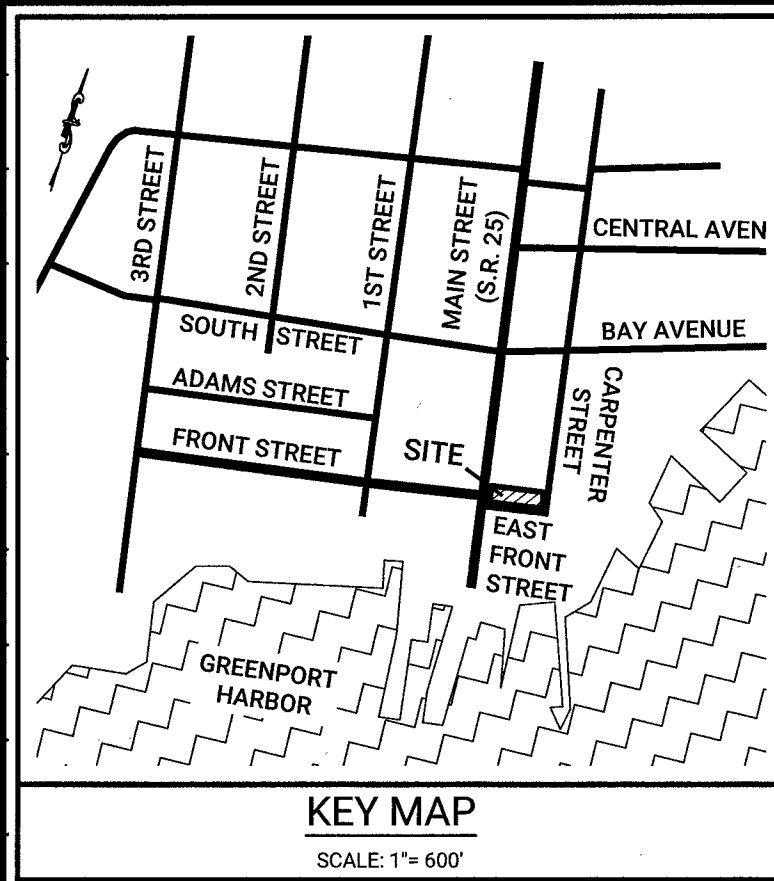 3RD STREET
2ND STREET
1ST STREET
MAIN STREET
(S.R. 25)
CENTRAL AVEN
SOUTH STREET
BAY AVENUE
ADAMS STREET
CARPENTER
STREET
FRONT STREET
SITE
EAST
FRONT
STREET
GREENPORT
HARBOR
KEY MAP
SCALE: 1"= 600'